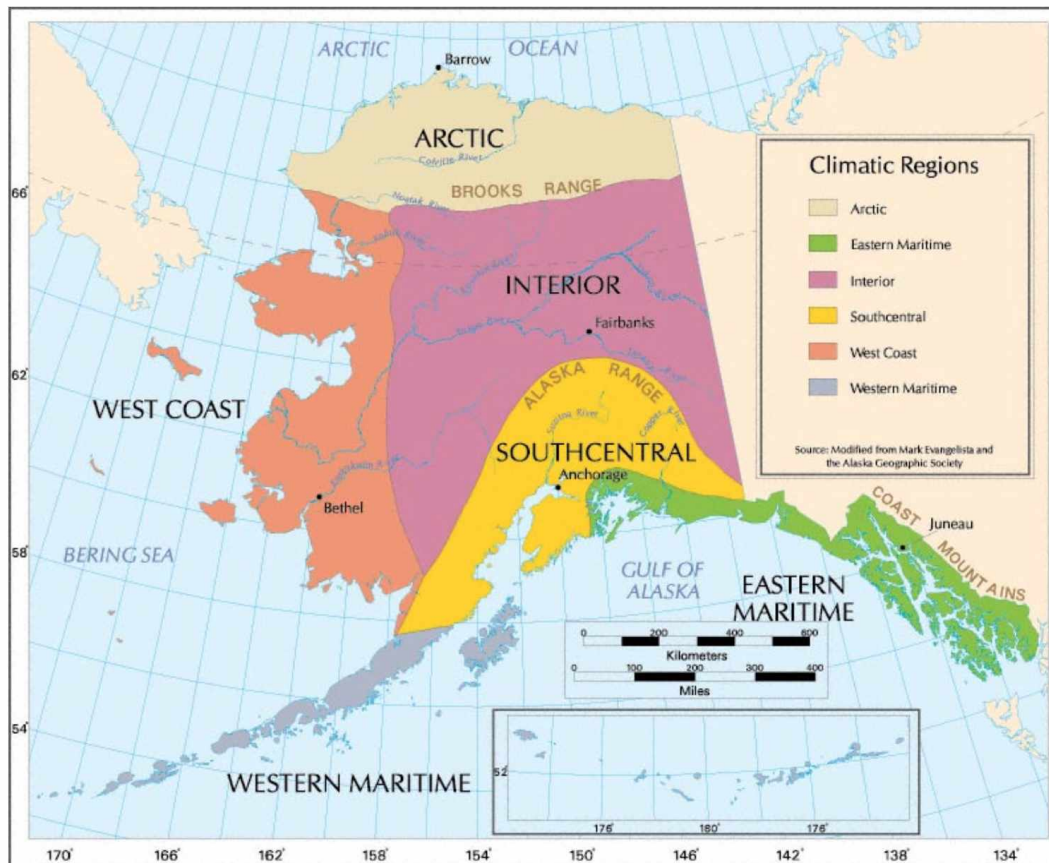 ARCTIC OCEAN
Barrow
ARCTIC
Colville River
BROOKS RANGE
Noatak River
Kobuk River
INTERIOR
Fairbanks
Yukon River
Tanana River
ALASKA RANGE
Susitna River
Copper River
SOUTHCENTRAL
Anchorage
WEST COAST
Kuskokwim River
Bethel
BERING SEA
GULF OF
ALASKA
EASTERN
MARITIME
COAST MOUNTAINS
Juneau
WESTERN MARITIME
Climatic Regions
Arctic
Eastern Maritime
Interior
Southcentral
West Coast
Western Maritime
Source: Modified from Mark Evangelista and
the Alaska Geographic Society
0 200 400 600
Kilometers
0 100 200 300 400
Miles
52
176° 180° 176°
66°
62°
58°
54°
170° 166° 162° 158° 154° 150° 146° 142° 138° 134°